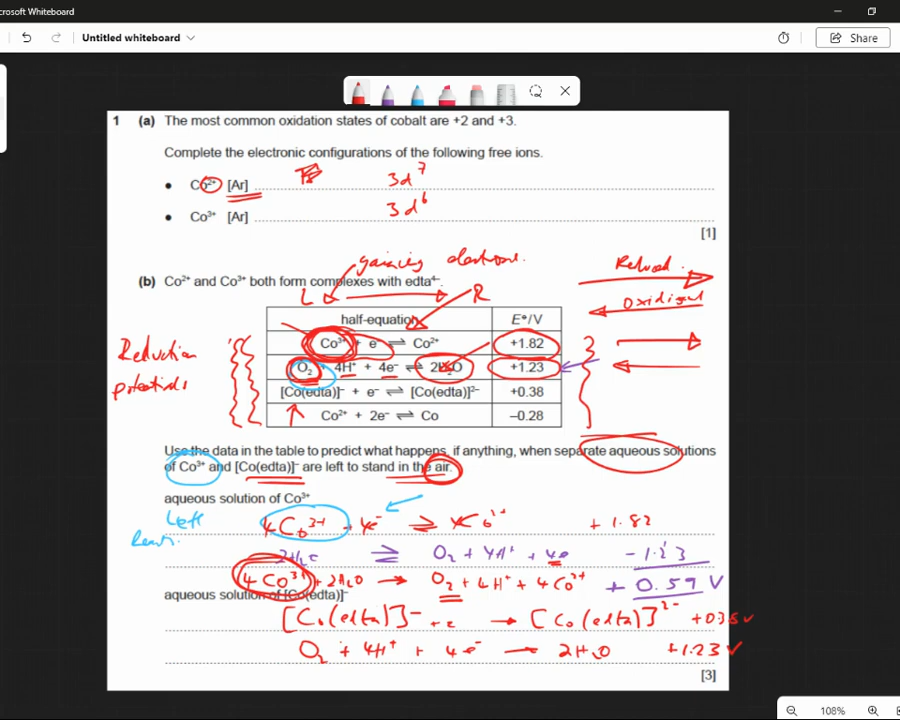 crosoft Whiteboard
Untitled whiteboard
Share
1 (a) The most common oxidation states of cobalt are +2 and +3.
Complete the electronic configurations of the following free ions.
• Co²⁺ [Ar] 3d⁷
• Co³⁺ [Ar] 3d⁶
[1]
gaining electrons.
Reduced
(b) Co²⁺ and Co³⁺ both form complexes with edta⁴⁻.
L R
Oxidised
half-equation E°/V
Co³⁺ + e⁻ ⇌ Co²⁺ +1.82
O₂ + 4H⁺ + 4e⁻ ⇌ 2H₂O +1.23
[Co(edta)]⁻ + e⁻ ⇌ [Co(edta)]²⁻ +0.38
Co²⁺ + 2e⁻ ⇌ Co –0.28
Reduction
potentials
Use the data in the table to predict what happens, if anything, when separate aqueous solutions
of Co³⁺ and [Co(edta)]⁻ are left to stand in the air.
aqueous solution of Co³⁺
Left
4Co³⁺ + 4e⁻ ⇌ 4Co²⁺ +1.82
2H₂O ⇌ O₂ + 4H⁺ + 4e -1.23
4Co³⁺ + 2H₂O → O₂ + 4H⁺ + 4Co²⁺ + 0.59 V
aqueous solution of [Co(edta)]⁻
[Co(edta)]⁻ + e → [Co(edta)]²⁻ +0.38 ✓
O₂ + 4H⁺ + 4e⁻ → 2H₂O +1.23 ✓
[3]
108%